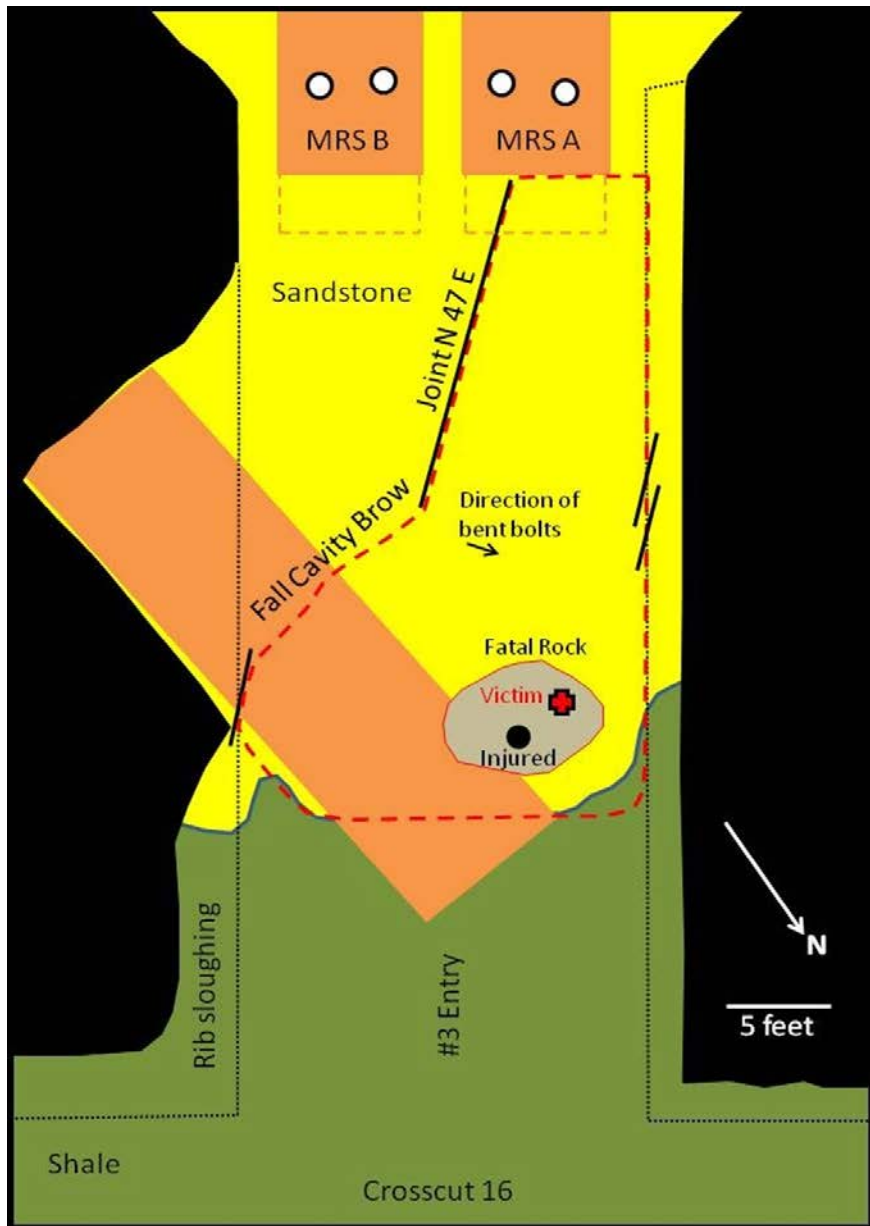 MRS B
MRS A
Sandstone
Joint N 47 E
Fall Cavity Brow
Direction of
bent bolts
Fatal Rock
Victim
Injured
N
5 feet
Rib sloughing
#3 Entry
Shale
Crosscut 16